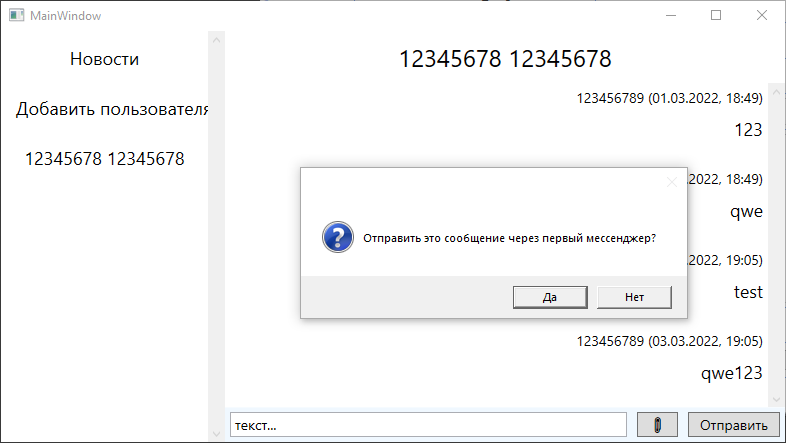 MainWindow
Новости
Добавить пользователя
12345678 12345678
12345678 12345678
123456789 (01.03.2022, 18:49)
123
.2022, 18:49)
qwe
.2022, 19:05)
test
123456789 (03.03.2022, 19:05)
qwe123
Отправить это сообщение через первый мессенджер?
Да Нет
текст... Отправить